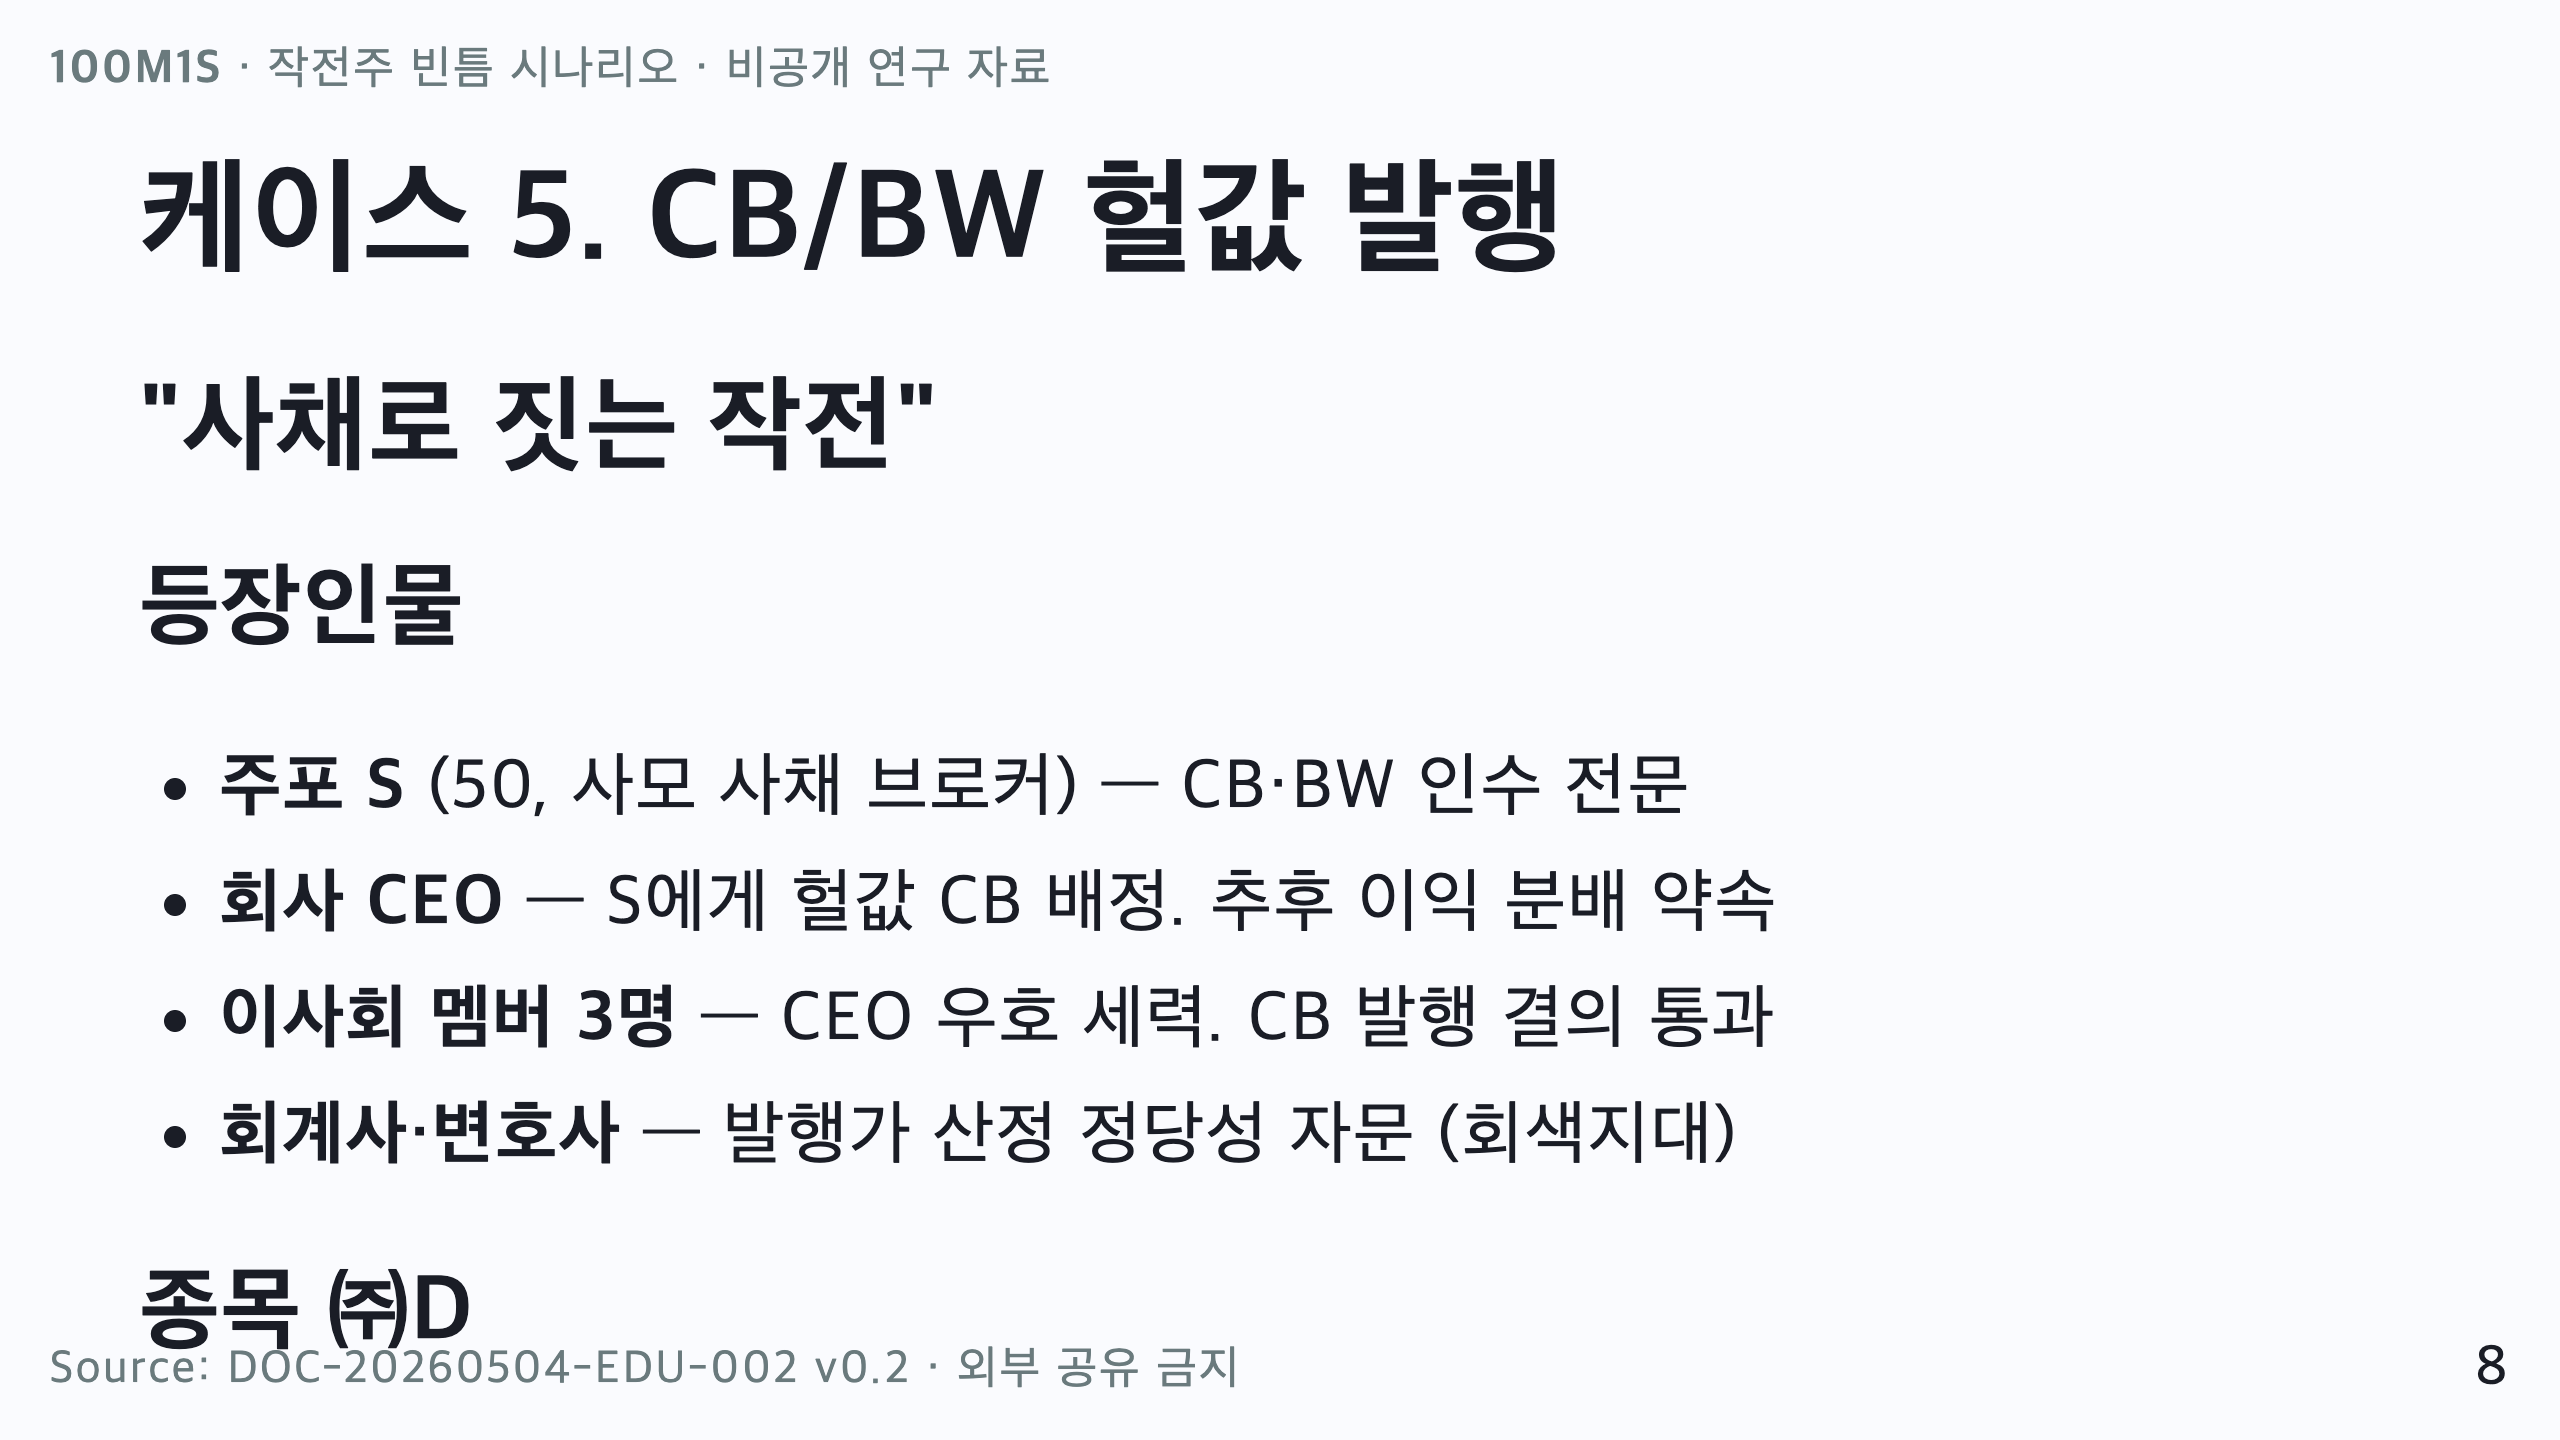 100M1S · 작전주 빈틈 시나리오 · 비공개 연구 자료
케이스 5. CB/BW 헐값 발행
"사채로 짓는 작전"
등장인물
• 주포 S (50, 사모 사채 브로커) — CB·BW 인수 전문
• 회사 CEO — S에게 헐값 CB 배정. 추후 이익 분배 약속
• 이사회 멤버 3명 — CEO 우호 세력. CB 발행 결의 통과
• 회계사·변호사 — 발행가 산정 정당성 자문 (회색지대)
종목 ㈜D
Source: DOC-20260504-EDU-002 v0.2 · 외부 공유 금지
8